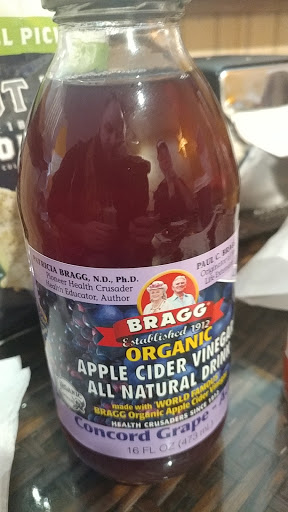 PATRICIA BRAGG, N.D., Ph.D.
Pioneer Health Crusader
Health Educator, Author
PAUL C. BRAGG
BRAGG
Established 1912
ORGANIC
APPLE CIDER VINEGAR
ALL NATURAL DRINK
made with 'WORLD FAMOUS'
BRAGG Organic Apple Cider
HEALTH CRUSADERS SINCE 1912
Concord Grape -
16 FL OZ (473 ml)